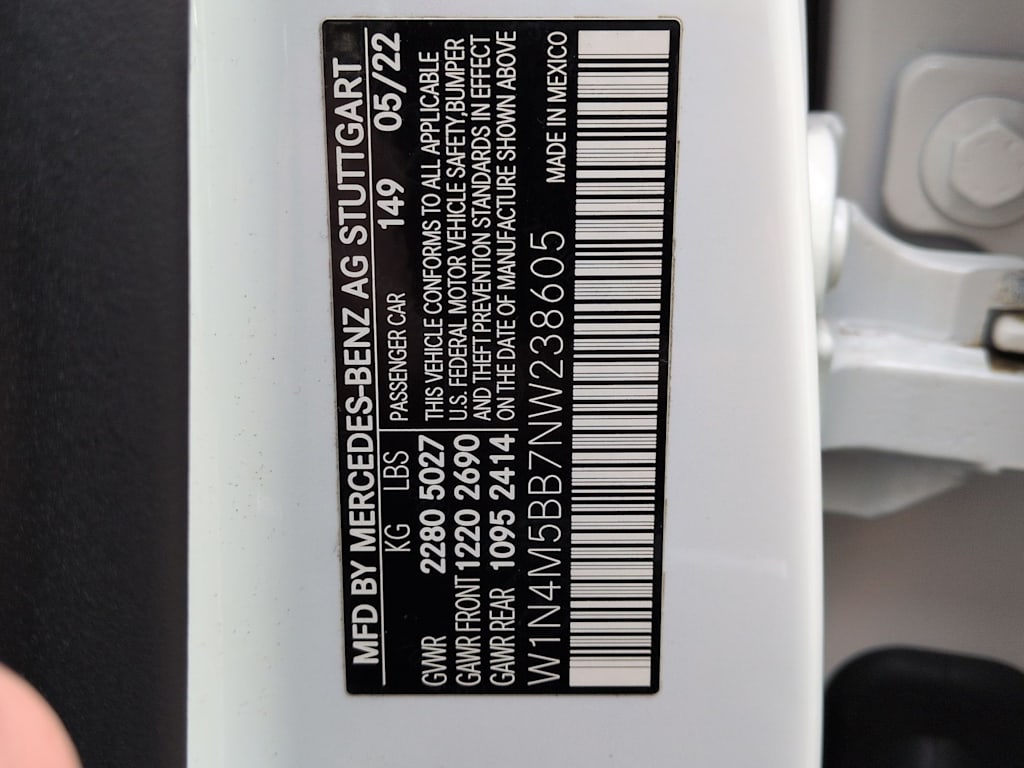 MFD BY MERCEDES-BENZ AG STUTTGART
KG LBS
GVWR 2280 5027
GAWR FRONT 1220 2690
GAWR REAR 1095 2414
PASSENGER CAR 149 05/22
THIS VEHICLE CONFORMS TO ALL APPLICABLE
U.S. FEDERAL MOTOR VEHICLE SAFETY,BUMPER
AND THEFT PREVENTION STANDARDS IN EFFECT
ON THE DATE OF MANUFACTURE SHOWN ABOVE
W1N4M5BB7NW238605
MADE IN MEXICO